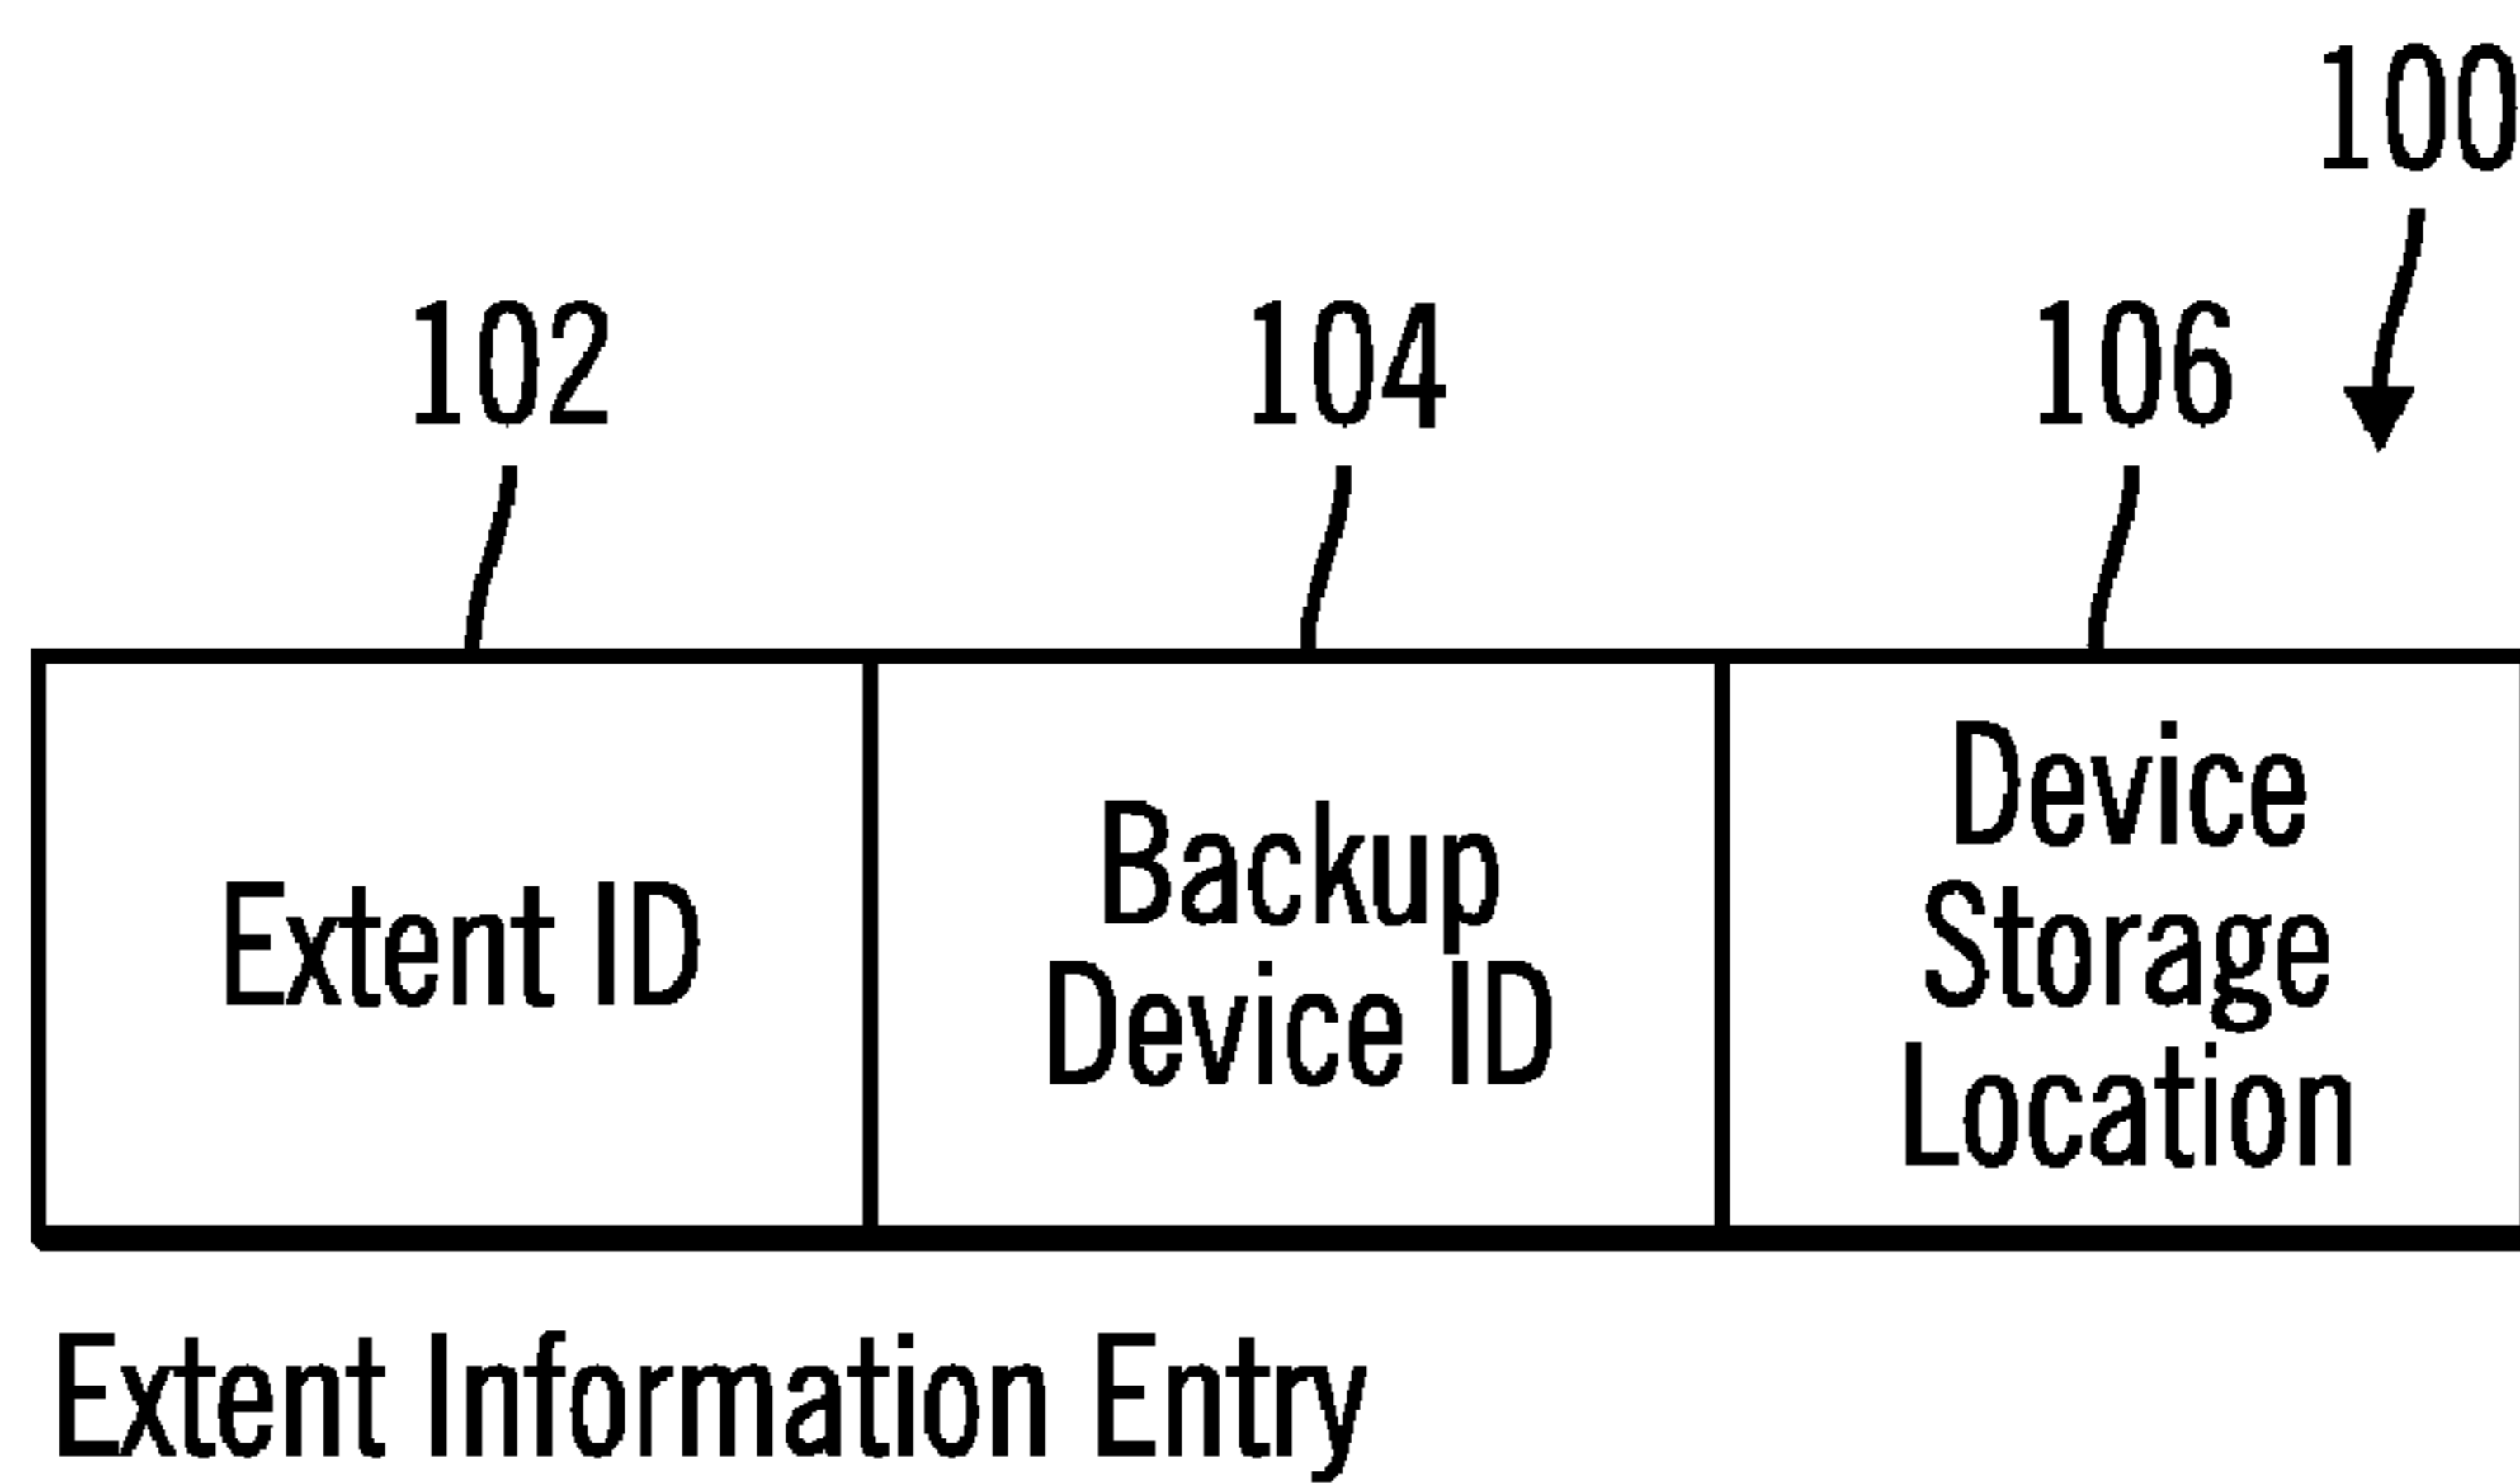 100
102 104 106
Extent ID
Backup
Device ID
Device
Storage
Location
Extent Information Entry